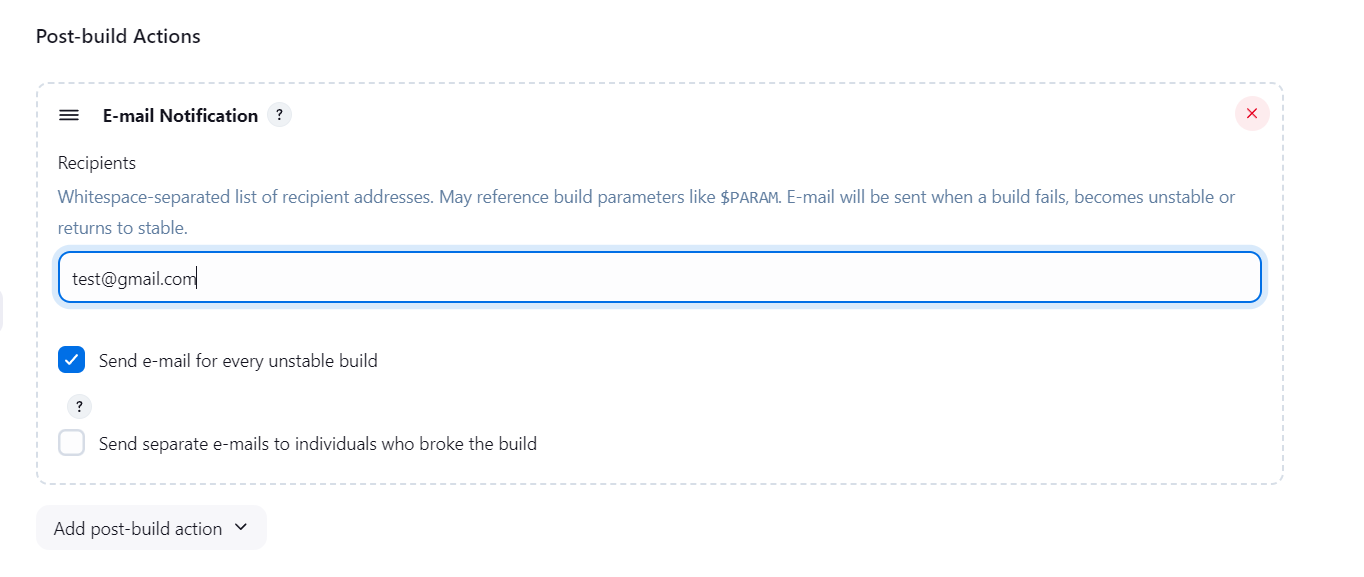 Post-build Actions
E-mail Notification ?
Recipients
Whitespace-separated list of recipient addresses. May reference build parameters like $PARAM. E-mail will be sent when a build fails, becomes unstable or
returns to stable.
test@gmail.com
Send e-mail for every unstable build
?
Send separate e-mails to individuals who broke the build
Add post-build action